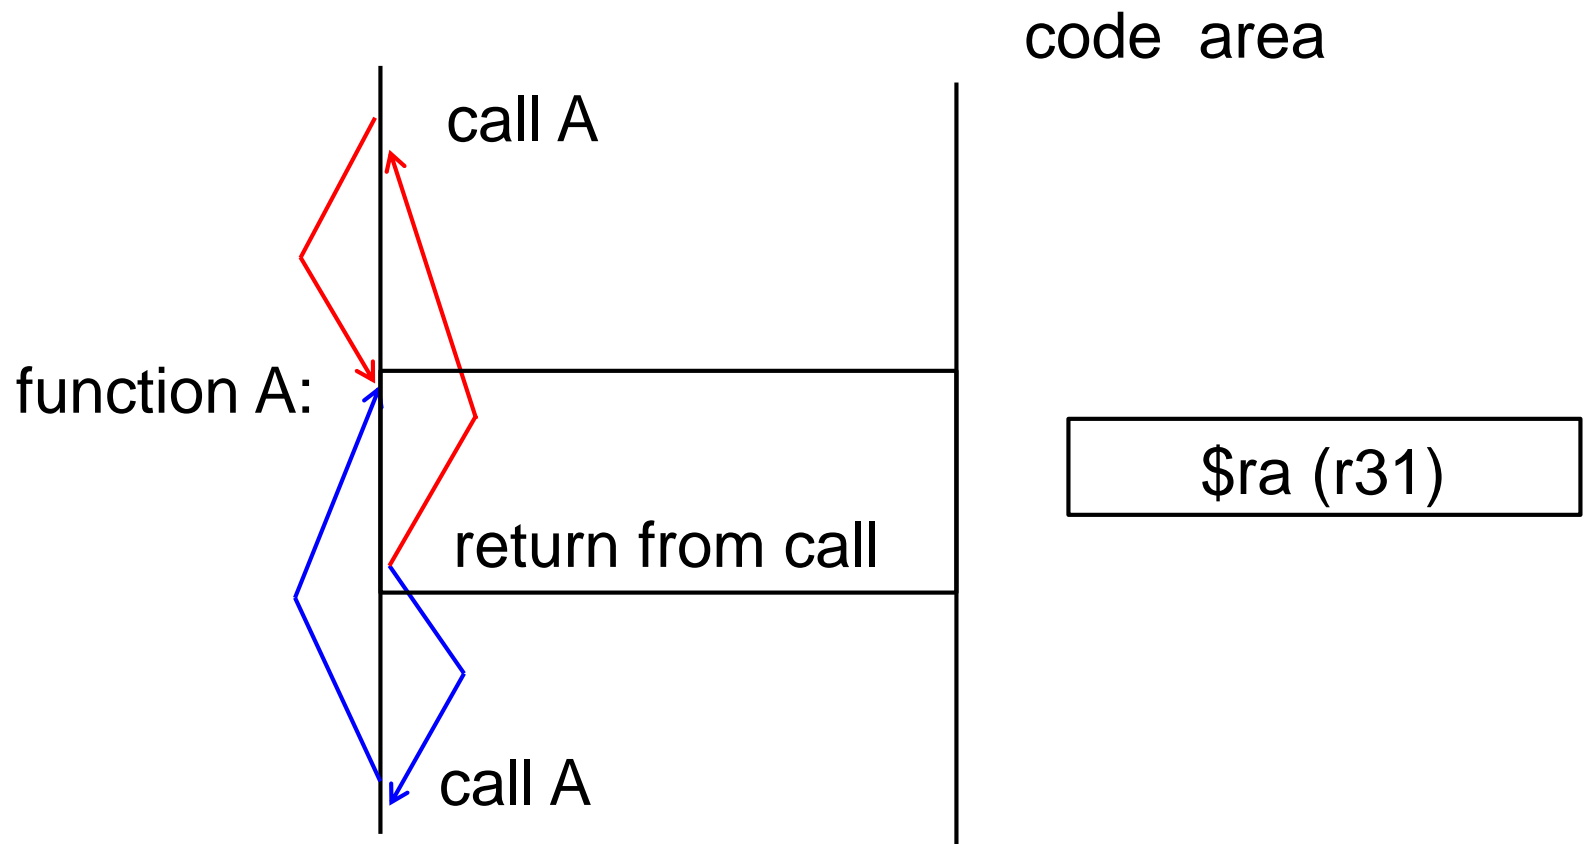 code area
call A
function A:
$ra (r31)
return from call
call A